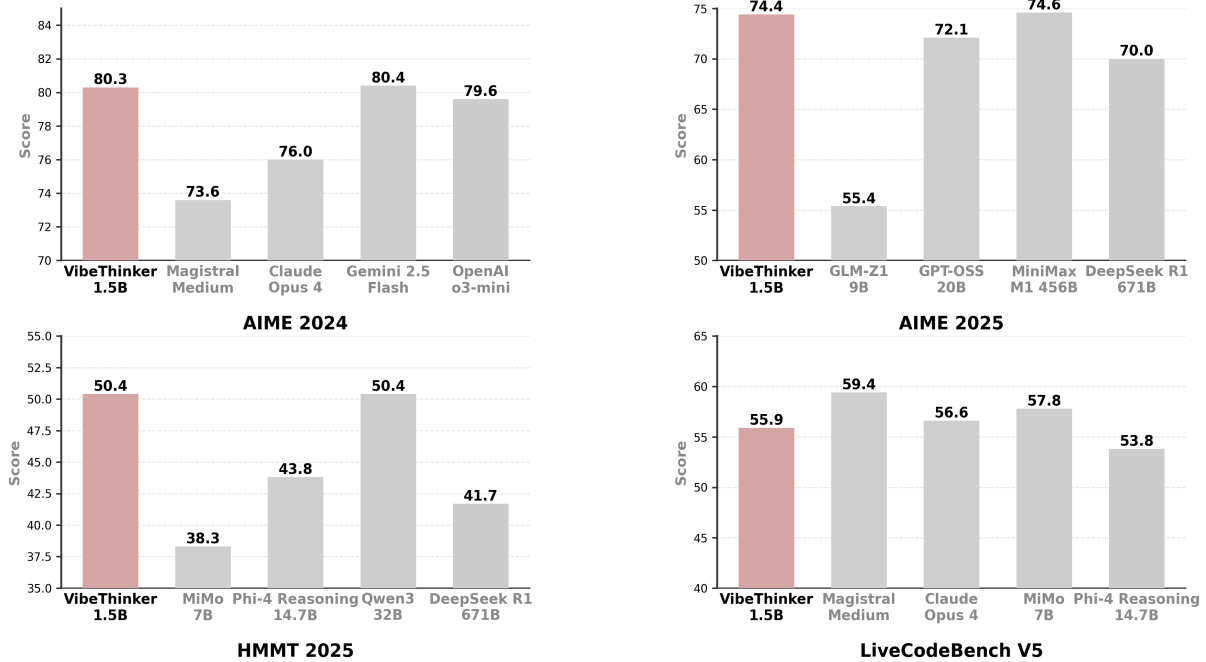 84
82
80
78
76
74
72
70
Score
80.3
73.6
76.0
80.4
79.6
VibeThinker
1.5B
Magistral
Medium
Claude
Opus 4
Gemini 2.5
Flash
OpenAI
o3-mini
AIME 2024
75
70
65
60
55
50
Score
74.4
55.4
72.1
74.6
70.0
VibeThinker
1.5B
GLM-Z1
9B
GPT-OSS
20B
MiniMax
M1 456B
DeepSeek R1
671B
AIME 2025
55.0
52.5
50.0
47.5
45.0
42.5
40.0
37.5
35.0
Score
50.4
38.3
43.8
50.4
41.7
VibeThinker
1.5B
MiMo
7B
Phi-4 Reasoning
14.7B
Qwen3
32B
DeepSeek R1
671B
HMMT 2025
65
60
55
50
45
40
Score
55.9
59.4
56.6
57.8
53.8
VibeThinker
1.5B
Magistral
Medium
Claude
Opus 4
MiMo
7B
Phi-4 Reasoning
14.7B
LiveCodeBench V5